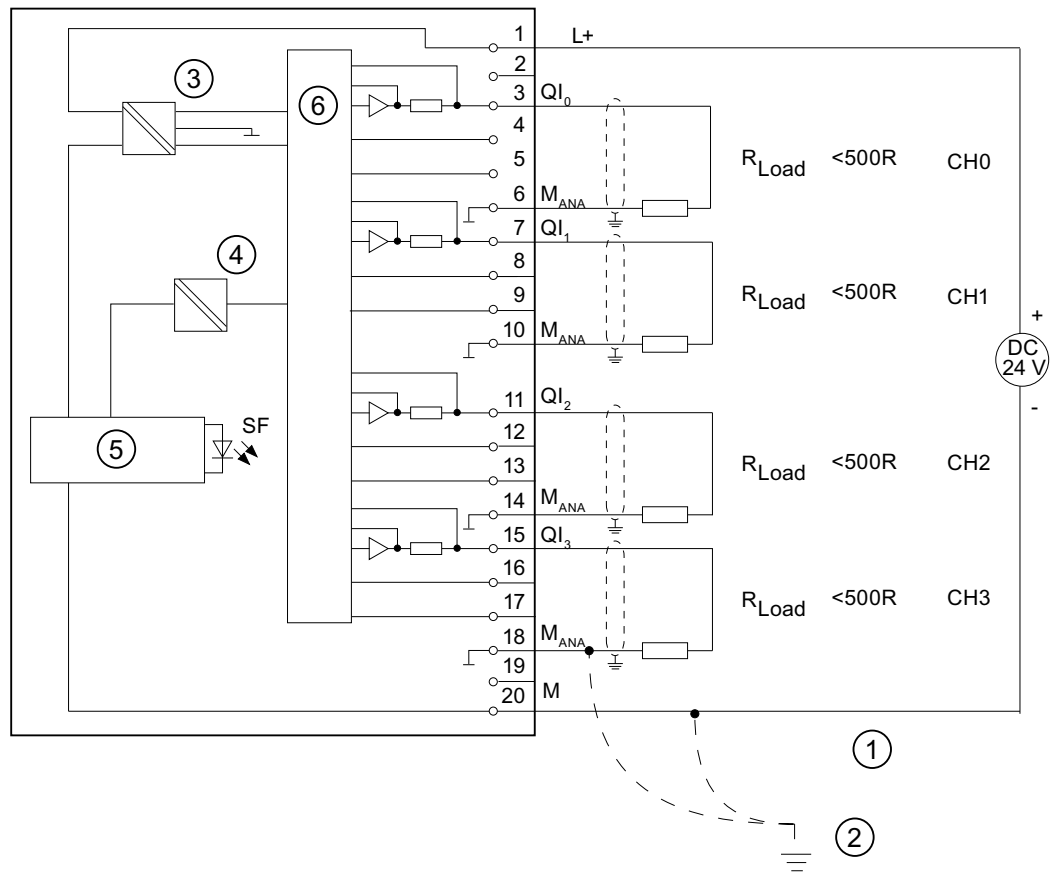 1 L+
2
③
3 QI0
⑥
4
5
RLoad <500R CH0
6 MANA
7 QI1
④
8
9
RLoad <500R CH1
10 MANA
+
DC
24 V
-
11 QI2
12
⑤ SF
13
RLoad <500R CH2
14 MANA
15 QI3
16
17
RLoad <500R CH3
18 MANA
19
20 M
①
②